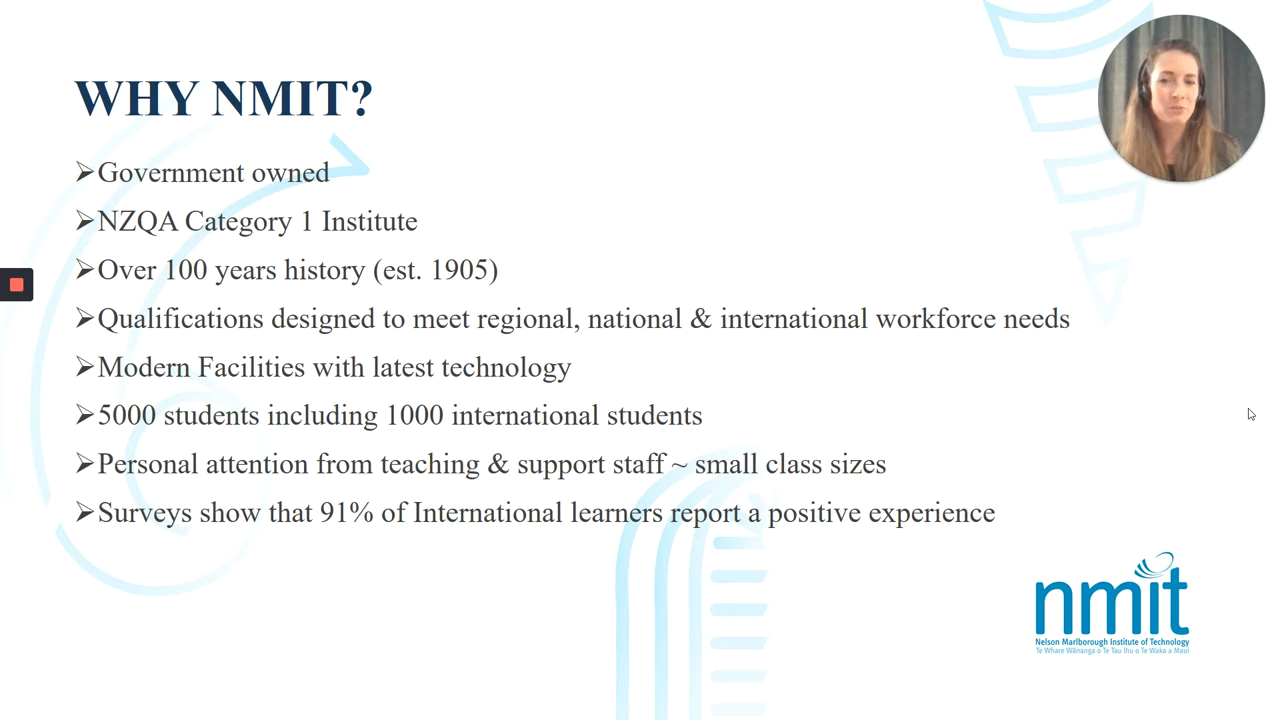 WHY NMIT?
➢Government owned
➢NZQA Category 1 Institute
➢Over 100 years history (est. 1905)
➢Qualifications designed to meet regional, national & international workforce needs
➢Modern Facilities with latest technology
➢5000 students including 1000 international students
➢Personal attention from teaching & support staff ~ small class sizes
➢Surveys show that 91% of International learners report a positive experience
nmit
Nelson Marlborough Institute of Technology
Te Whare Wānanga o Te Tau Ihu o Te Waka a Maui